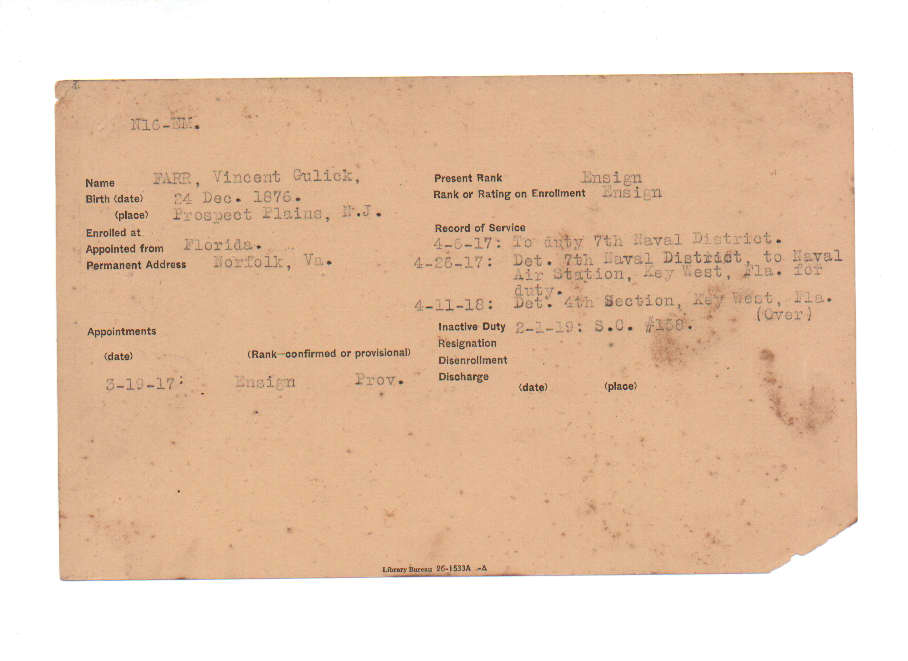 N16-EM.
Name FARR, Vincent Gulick,
Birth (date) 24 Dec. 1876.
(place) Prospect Plains, N.J.
Enrolled at
Appointed from Florida.
Permanent Address Norfolk, Va.
Present Rank Ensign
Rank or Rating on Enrollment Ensign
Record of Service
4-6-17: To duty 7th Naval District.
4-26-17: Det. 7th Naval District, to Naval
Air Station, Key West, Fla. for
duty.
4-11-18: Det. 4th Section, Key West, Fla.
(Over)
Appointments
(date) (Rank—confirmed or provisional)
3-19-17: Ensign Prov.
Inactive Duty 2-1-19: S.O. #158.
Resignation
Disenrollment
Discharge
(date) (place)
Library Bureau 26-1533A -A